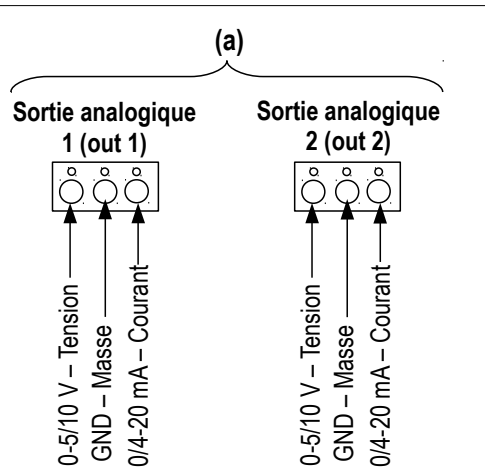 (a)
Sortie analogique
1 (out 1)
Sortie analogique
2 (out 2)
0-5/10 V – Tension
GND – Masse
0/4-20 mA – Courant
0-5/10 V – Tension
GND – Masse
0/4-20 mA – Courant